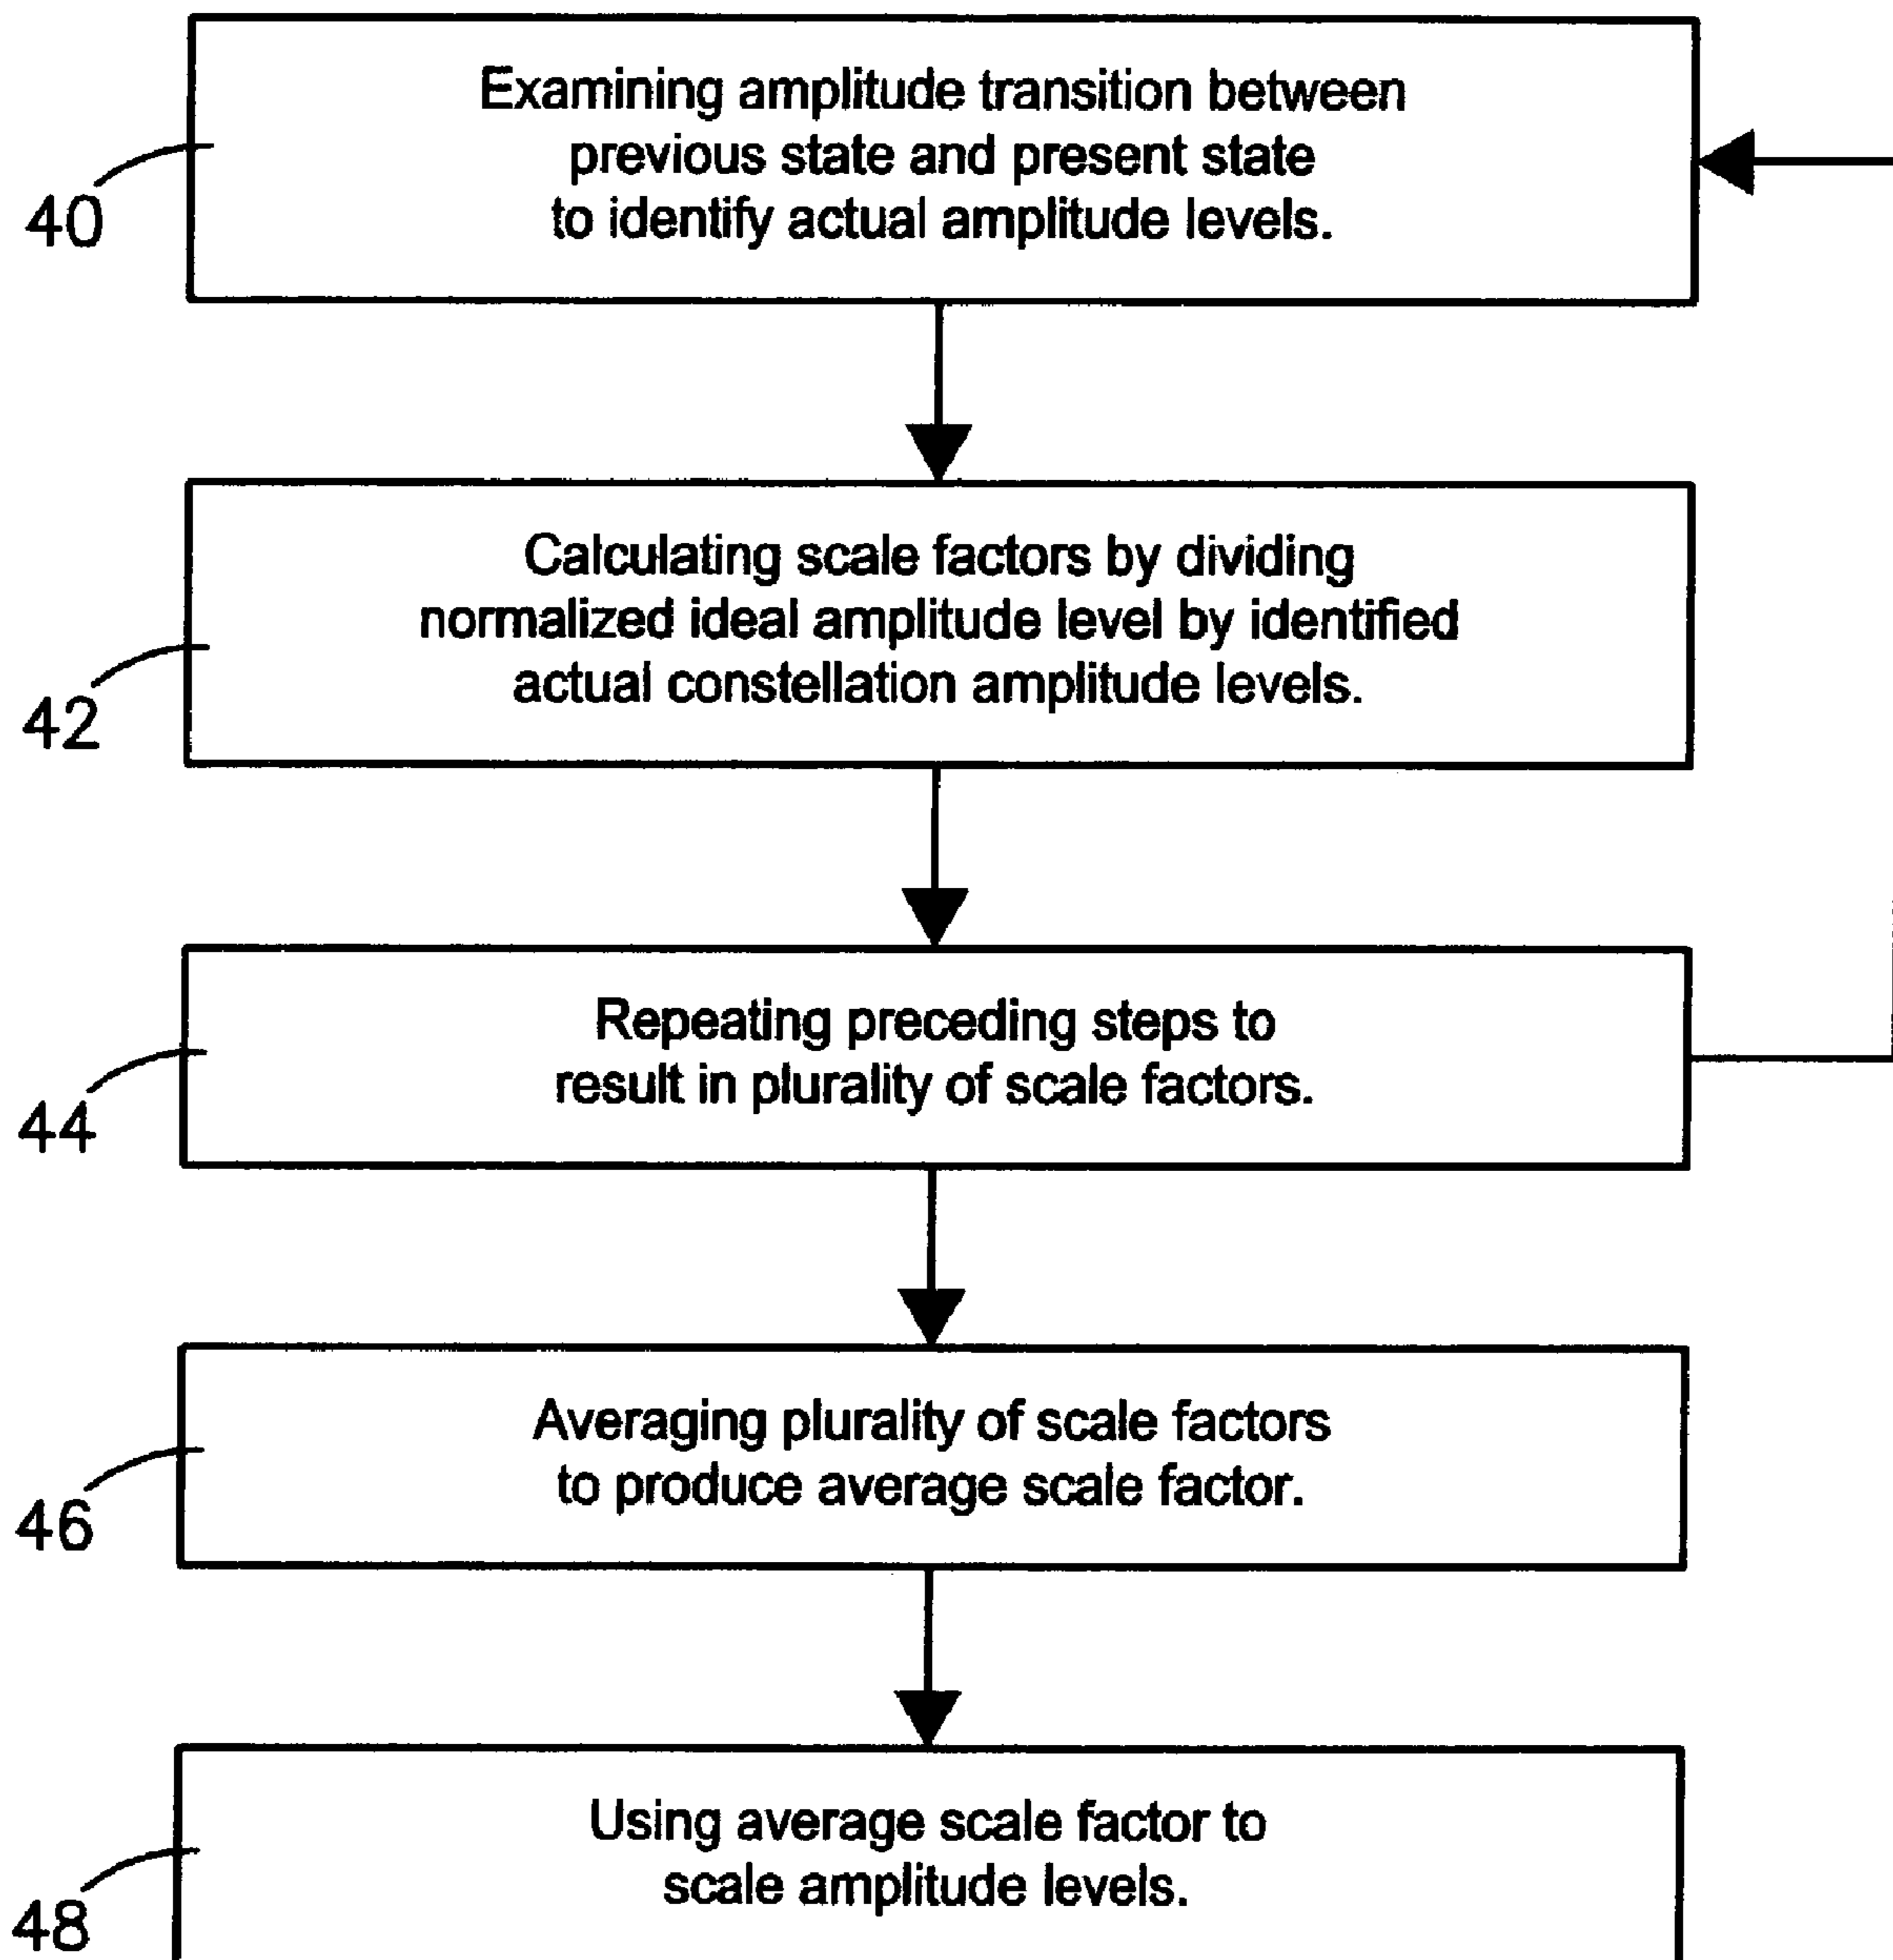 Examining amplitude transition between
previous state and present state
to identify actual amplitude levels.
40
Calculating scale factors by dividing
normalized ideal amplitude level by identified
actual constellation amplitude levels.
42
Repeating preceding steps to
result in plurality of scale factors.
44
Averaging plurality of scale factors
to produce average scale factor.
46
Using average scale factor to
scale amplitude levels.
48